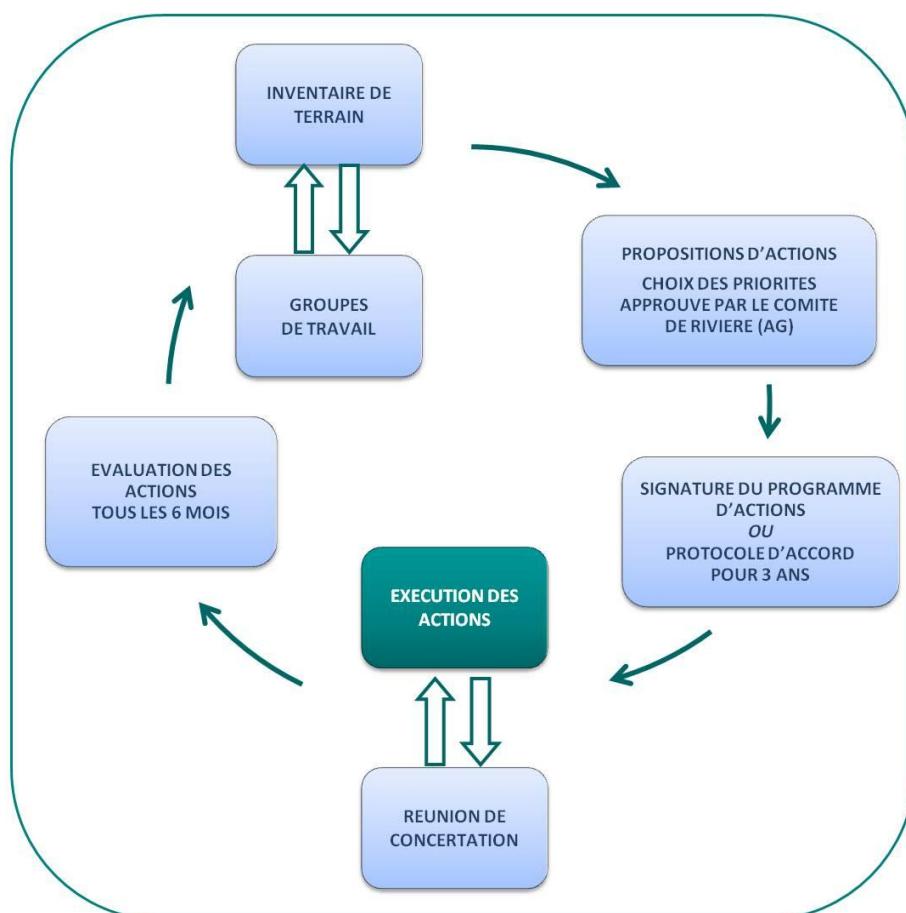 INVENTAIRE DE
TERRAIN
GROUPES
DE TRAVAIL
PROPOSITIONS D’ACTIONS
CHOIX DES PRIORITES
APPROUVE PAR LE COMITE
DE RIVIERE (AG)
SIGNATURE DU PROGRAMME
D’ACTIONS
OU
PROTOCOLE D’ACCORD
POUR 3 ANS
EXECUTION DES
ACTIONS
REUNION DE
CONCERTATION
EVALUATION DES
ACTIONS
TOUS LES 6 MOIS